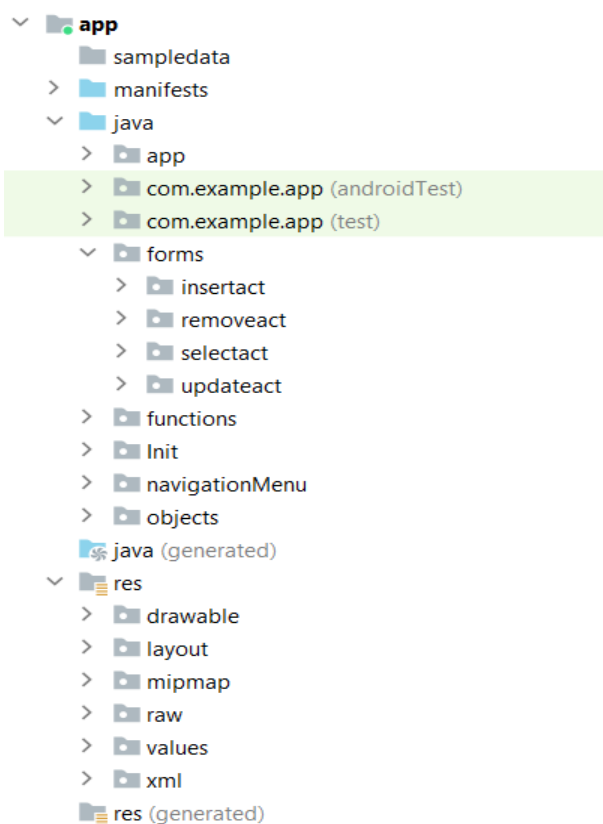 app
sampledata
manifests
java
app
com.example.app (androidTest)
com.example.app (test)
forms
insertact
removeact
selectact
updateact
functions
Init
navigationMenu
objects
java (generated)
res
drawable
layout
mipmap
raw
values
xml
res (generated)